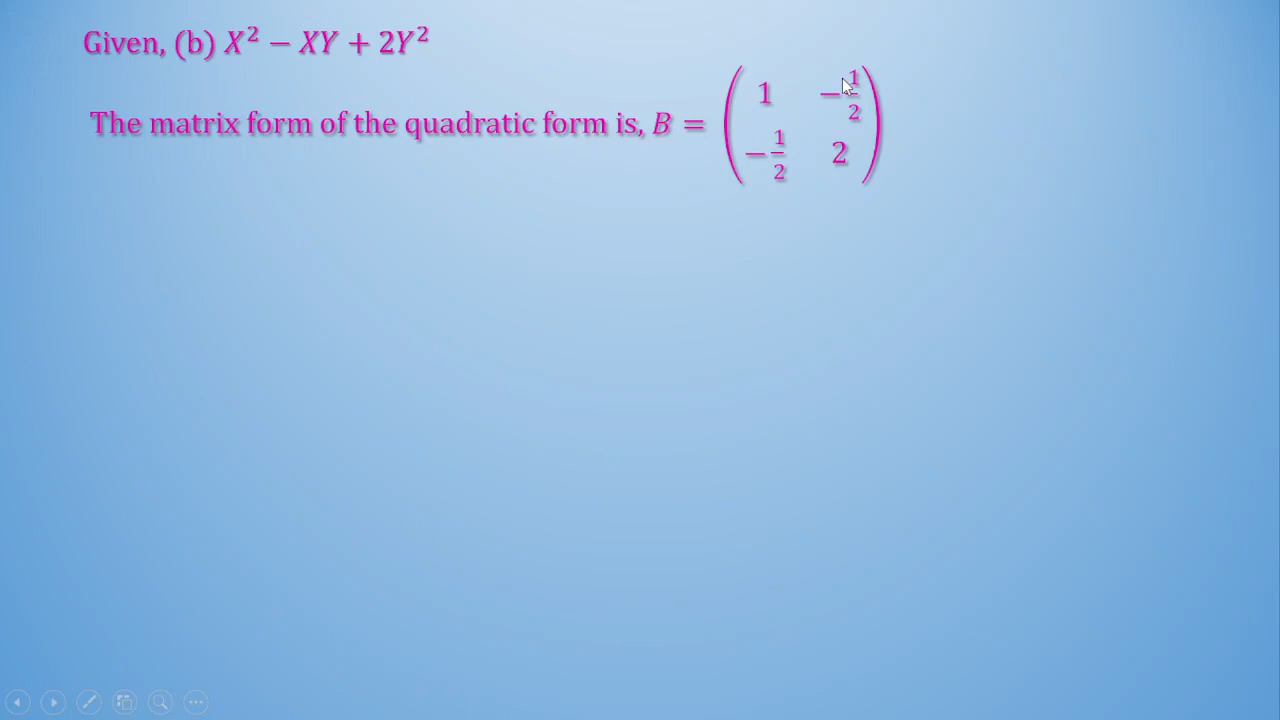 Given, (b) X² − XY + 2Y²
The matrix form of the quadratic form is, B = ( 1 −1/2
−1/2 2 )